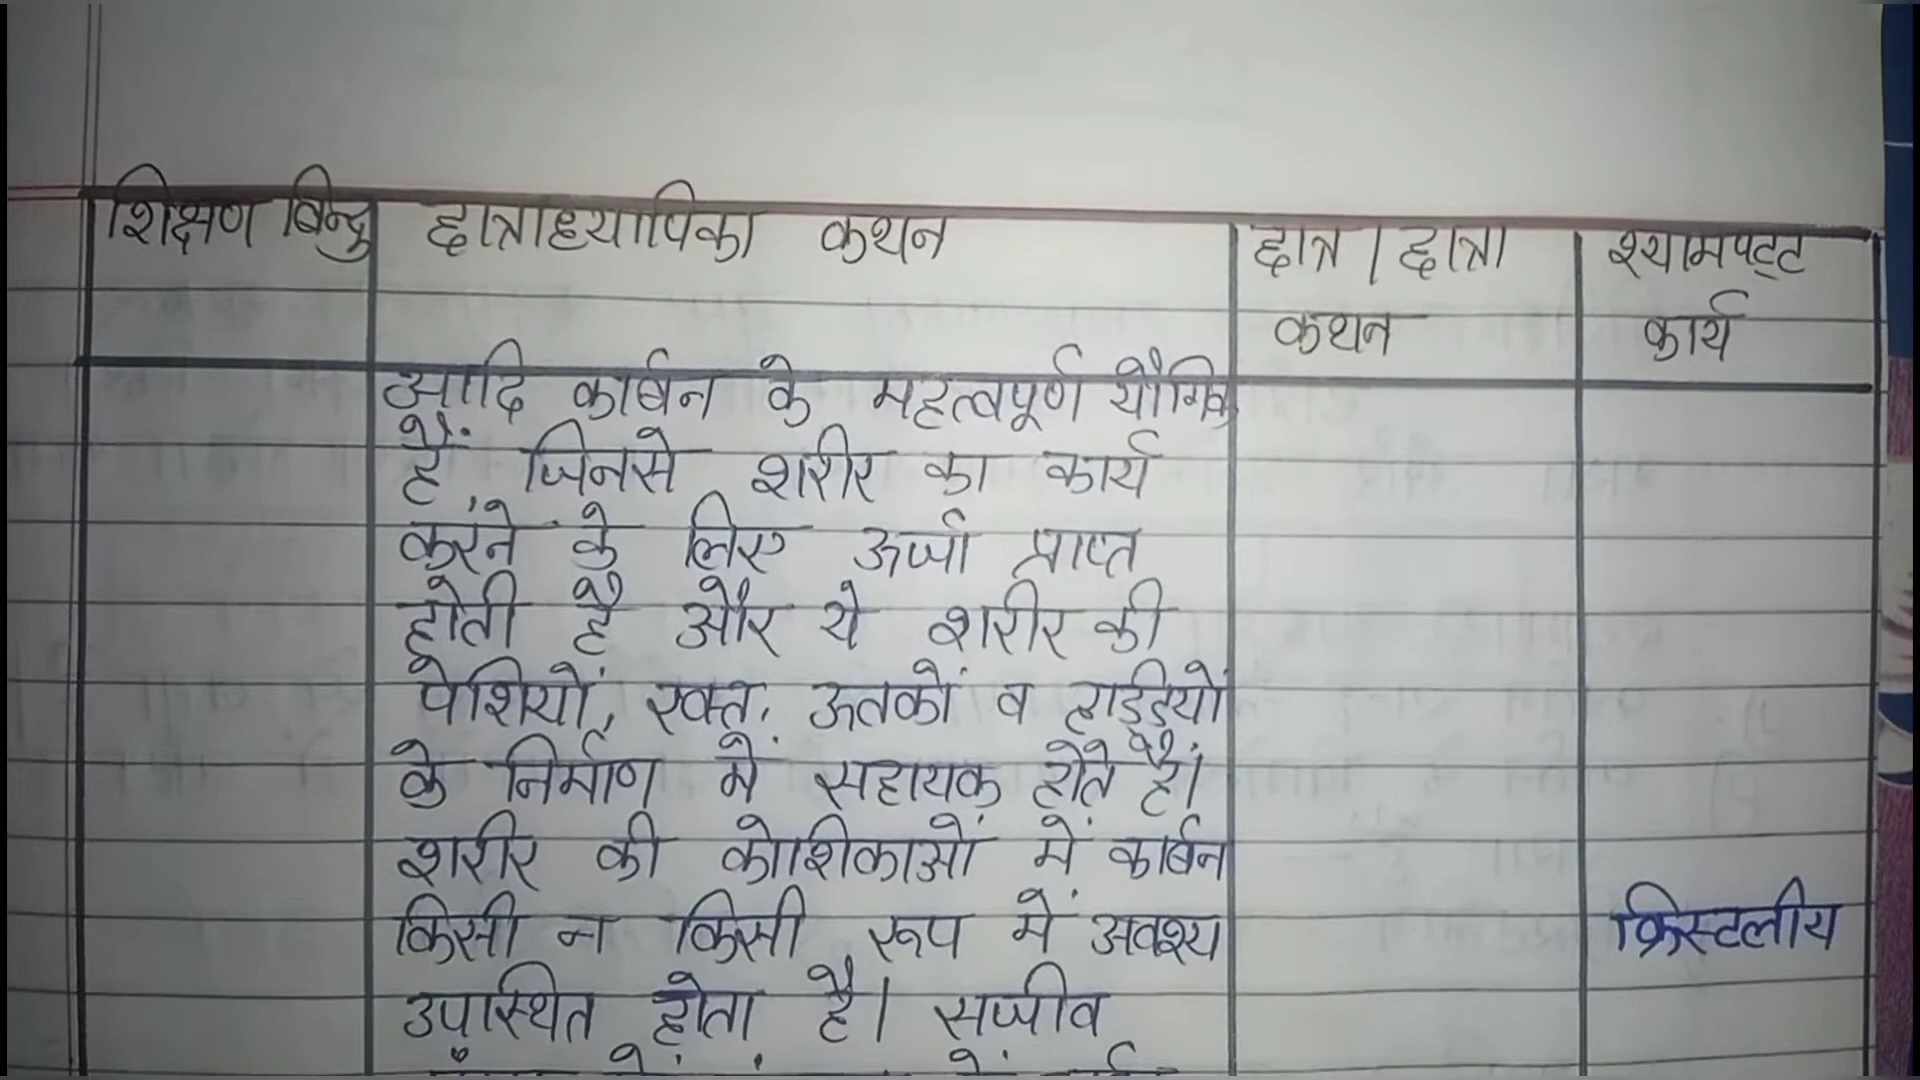 शिक्षण बिन्दु छात्राध्यापिका कथन छात्र / छात्रा श्यामपट्ट
कथन कार्य
आदि कार्बन के महत्वपूर्ण यौगिक
हैं, जिनसे शरीर का कार्य
करने के लिए ऊर्जा प्राप्त
होती है और ये शरीर की
पेशियों, रक्त, ऊतकों व हाड्डियों
के निर्माण में सहायक होते हैं।
शरीर की कोशिकाओं में कार्बन
किसी न किसी रूप में अवश्य क्रिस्टलीय
उपस्थित होता है। सजीव